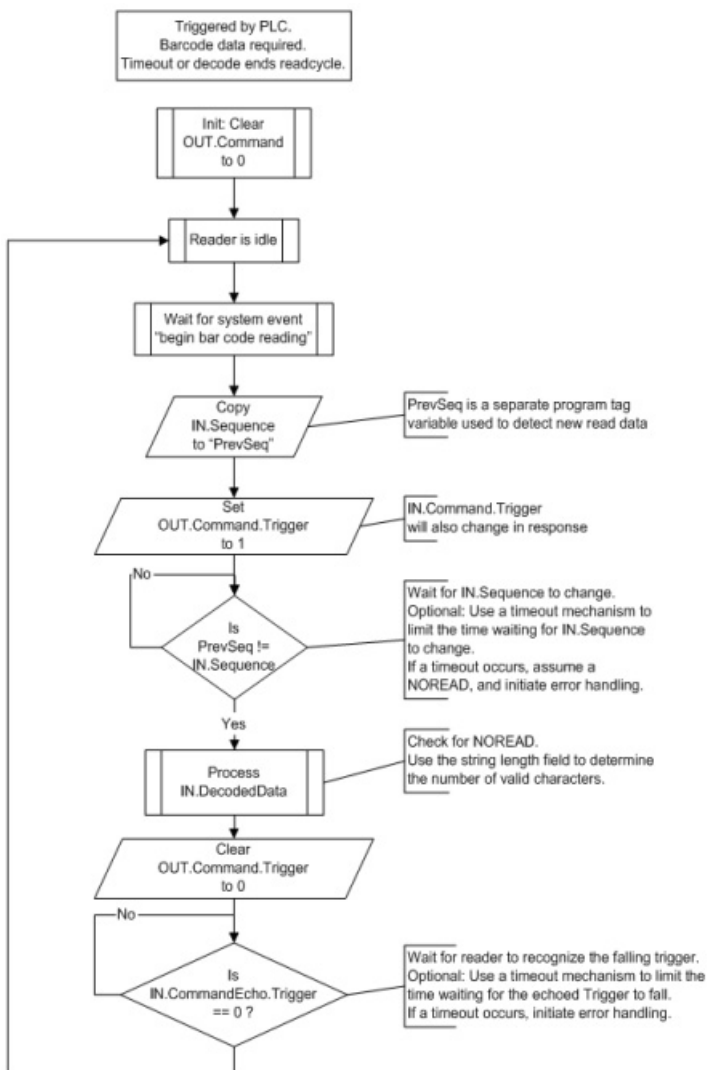 Triggered by PLC.
Barcode data required.
Timeout or decode ends readcycle.
Init: Clear
OUT.Command
to 0
Reader is idle
Wait for system event
“begin bar code reading”
Copy
IN.Sequence
to “PrevSeq”
PrevSeq is a separate program tag
variable used to detect new read data
Set
OUT.Command.Trigger
to 1
IN.Command.Trigger
will also change in response
No
Is
PrevSeq !=
IN.Sequence
Wait for IN.Sequence to change.
Optional: Use a timeout mechanism to
limit the time waiting for IN.Sequence
to change.
If a timeout occurs, assume a
NOREAD, and initiate error handling.
Yes
Process
IN.DecodedData
Check for NOREAD.
Use the string length field to determine
the number of valid characters.
Clear
OUT.Command.Trigger
to 0
No
Is
IN.CommandEcho.Trigger
== 0 ?
Wait for reader to recognize the falling trigger.
Optional: Use a timeout mechanism to limit the
time waiting for the echoed Trigger to fall.
If a timeout occurs, initiate error handling.